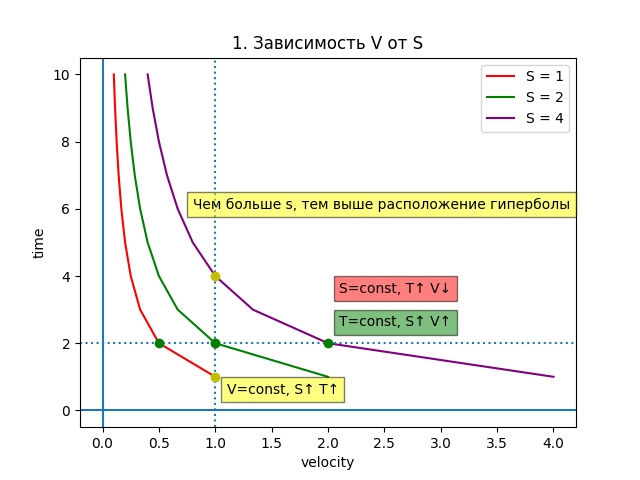 1. Зависимость V от S
10
8
6
4
2
0
time
S = 1
S = 2
S = 4
Чем больше s, тем выше расположение гиперболы
S=const, T↑ V↓
T=const, S↑ V↑
V=const, S↑ T↑
0.0 0.5 1.0 1.5 2.0 2.5 3.0 3.5 4.0
velocity